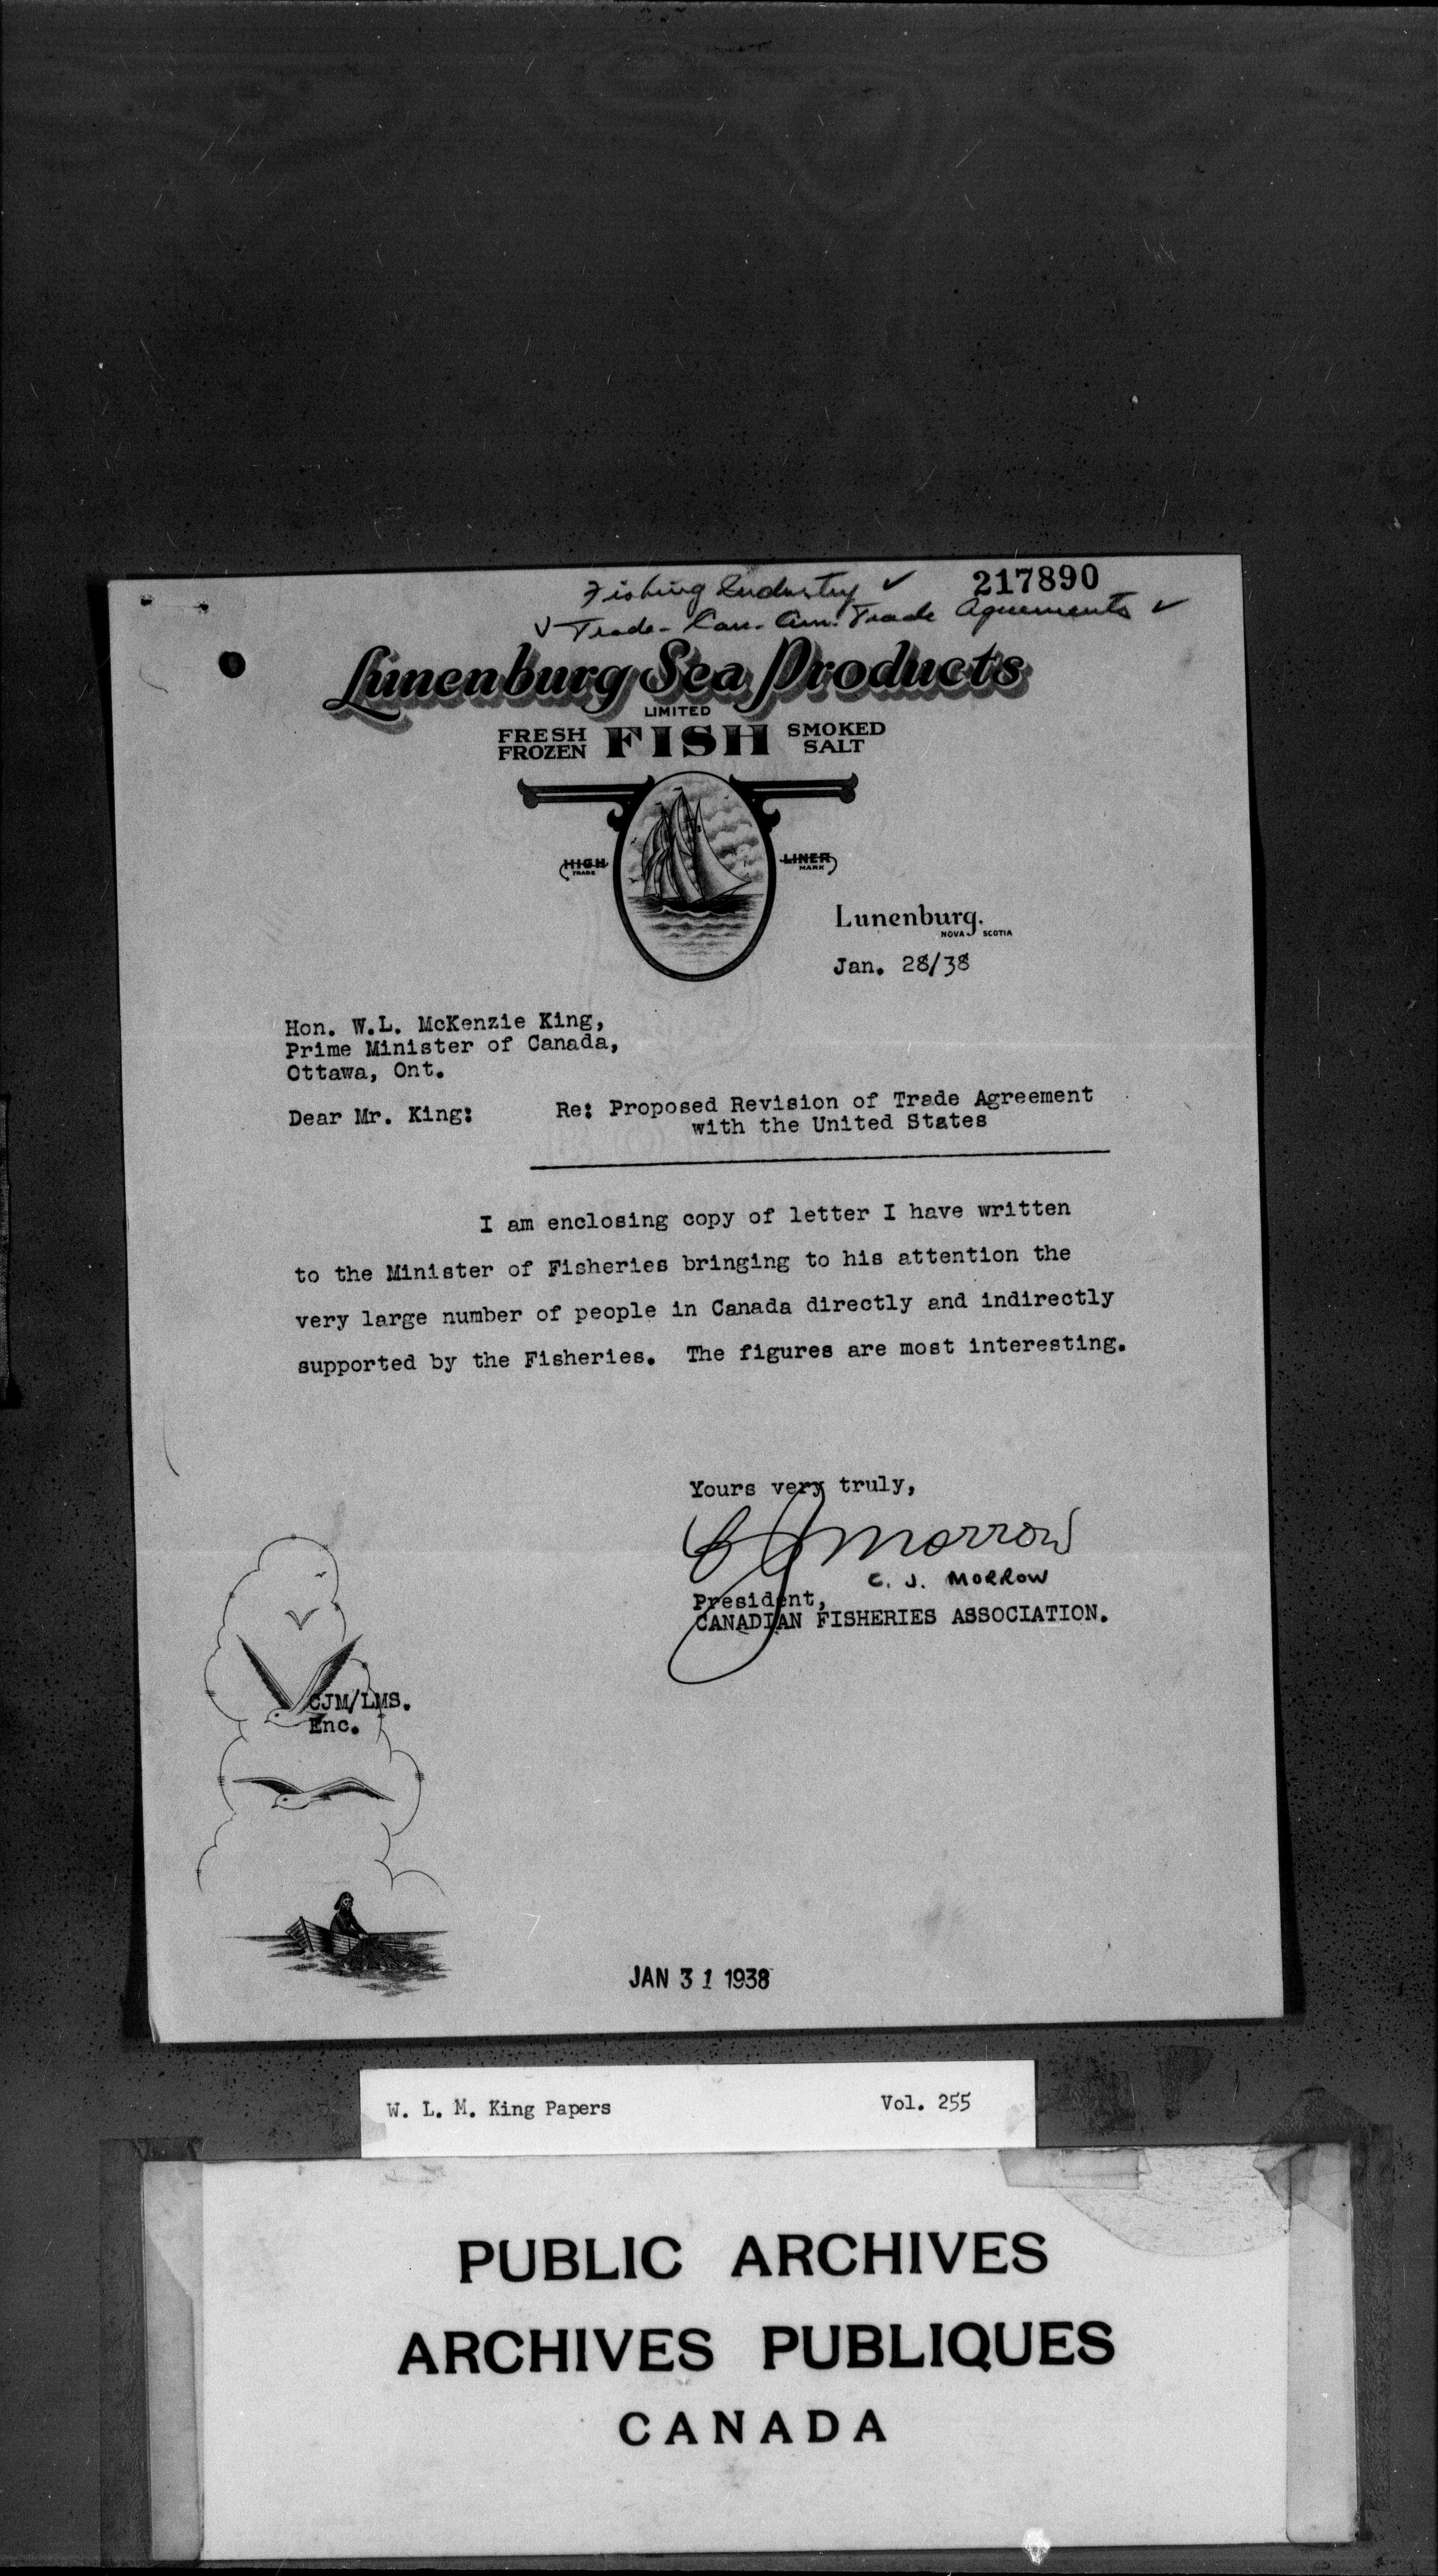 Fishing Industry ✓ 217890
✓ Trade - Can. Am. Trade Agreements ✓
Lunenburg Sea Products
LIMITED
FRESH FROZEN FISH SMOKED SALT
HIGH LINER
TRADE MARK
Lunenburg.
NOVA SCOTIA
Jan. 28/38
Hon. W.L. McKenzie King,
Prime Minister of Canada,
Ottawa, Ont.
Dear Mr. King: Re: Proposed Revision of Trade Agreement
with the United States
I am enclosing copy of letter I have written
to the Minister of Fisheries bringing to his attention the
very large number of people in Canada directly and indirectly
supported by the Fisheries. The figures are most interesting.
Yours very truly,
C J Morrow
C. J. MORROW
President,
CANADIAN FISHERIES ASSOCIATION.
CJM/LMS.
Enc.
JAN 31 1938
W. L. M. King Papers Vol. 255
PUBLIC ARCHIVES
ARCHIVES PUBLIQUES
CANADA